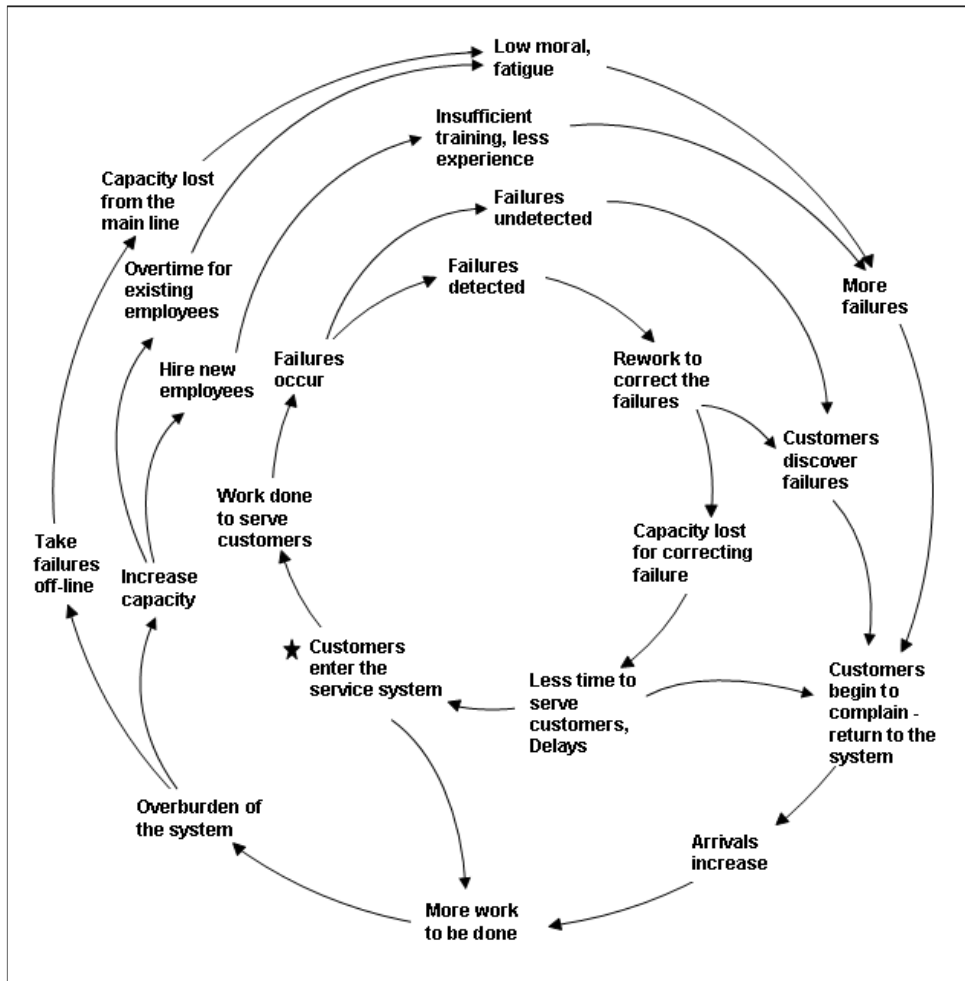 Low moral,
fatigue
Insufficient
training, less
experience
Capacity lost
from the
main line
Failures
undetected
Overtime for
existing
employees
Failures
detected
More
failures
Hire new
employees
Failures
occur
Rework to
correct the
failures
Customers
discover
failures
Work done
to serve
customers
Capacity lost
for correcting
failure
Take
failures
off-line
Increase
capacity
Customers
enter the
service system
Less time to
serve
customers,
Delays
Customers
begin to
complain -
return to the
system
Overburden of
the system
Arrivals
increase
More work
to be done